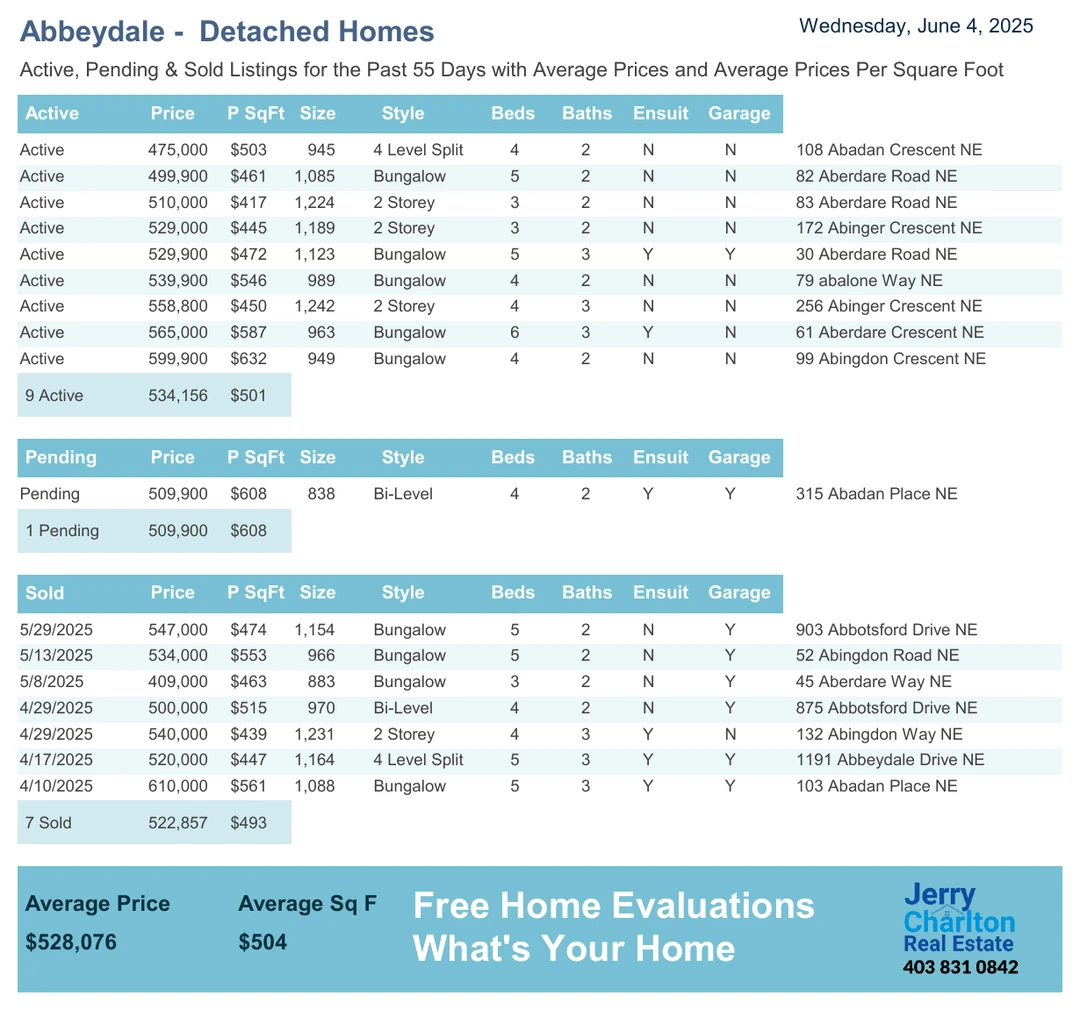 Abbeydale - Detached Homes
Wednesday, June 4, 2025
Active, Pending & Sold Listings for the Past 55 Days with Average Prices and Average Prices Per Square Foot
Active Price P SqFt Size Style Beds Baths Ensuit Garage
Active 475,000 $503 945 4 Level Split 4 2 N N 108 Abadan Crescent NE
Active 499,900 $461 1,085 Bungalow 5 2 N N 82 Aberdare Road NE
Active 510,000 $417 1,224 2 Storey 3 2 N N 83 Aberdare Road NE
Active 529,000 $445 1,189 2 Storey 3 2 N N 172 Abinger Crescent NE
Active 529,900 $472 1,123 Bungalow 5 3 Y Y 30 Aberdare Road NE
Active 539,900 $546 989 Bungalow 4 2 N N 79 abalone Way NE
Active 558,800 $450 1,242 2 Storey 4 3 N N 256 Abinger Crescent NE
Active 565,000 $587 963 Bungalow 6 3 Y N 61 Aberdare Crescent NE
Active 599,900 $632 949 Bungalow 4 2 N N 99 Abingdon Crescent NE
9 Active 534,156 $501
Pending Price P SqFt Size Style Beds Baths Ensuit Garage
Pending 509,900 $608 838 Bi-Level 4 2 Y Y 315 Abadan Place NE
1 Pending 509,900 $608
Sold Price P SqFt Size Style Beds Baths Ensuit Garage
5/29/2025 547,000 $474 1,154 Bungalow 5 2 N Y 903 Abbotsford Drive NE
5/13/2025 534,000 $553 966 Bungalow 5 2 N Y 52 Abingdon Road NE
5/8/2025 409,000 $463 883 Bungalow 3 2 N Y 45 Aberdare Way NE
4/29/2025 500,000 $515 970 Bi-Level 4 2 N Y 875 Abbotsford Drive NE
4/29/2025 540,000 $439 1,231 2 Storey 4 3 Y N 132 Abingdon Way NE
4/17/2025 520,000 $447 1,164 4 Level Split 5 3 Y Y 1191 Abbeydale Drive NE
4/10/2025 610,000 $561 1,088 Bungalow 5 3 Y Y 103 Abadan Place NE
7 Sold 522,857 $493
Average Price Average Sq F
$528,076 $504
Free Home Evaluations
What's Your Home
Jerry
Charlton
Real Estate
403 831 0842